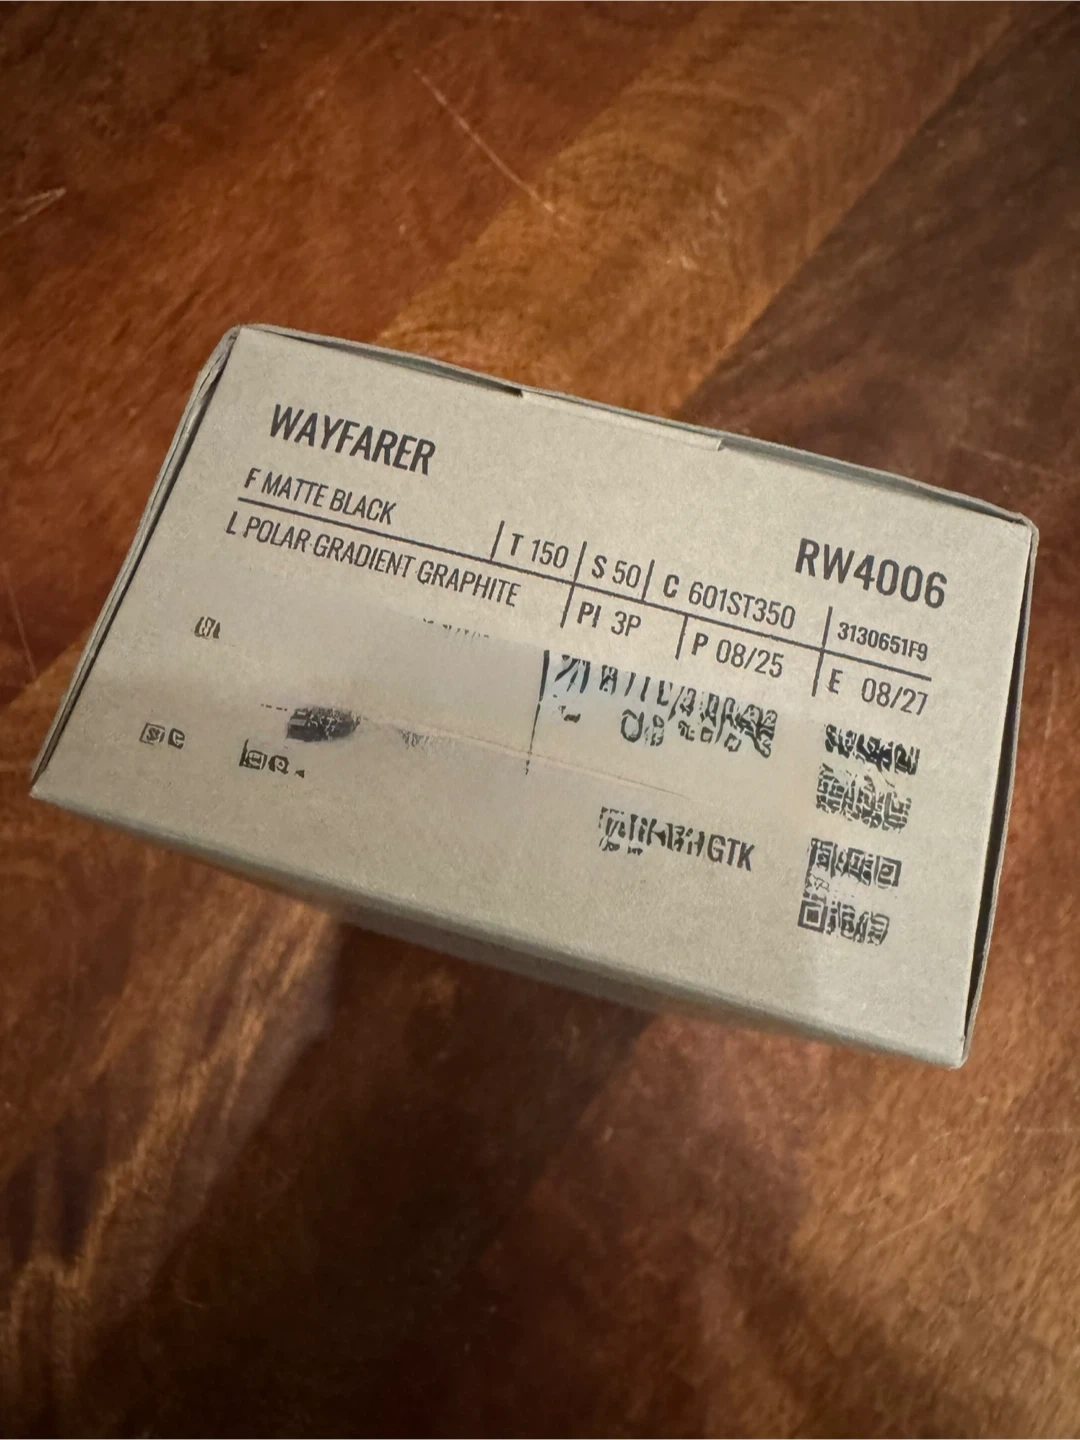 WAYFARER
RW4006
F MATTE BLACK
T 150 S 50 C 601ST350 3130651F9
L POLAR GRADIENT GRAPHITE PI 3P P 08/25 E 08/27
GTK